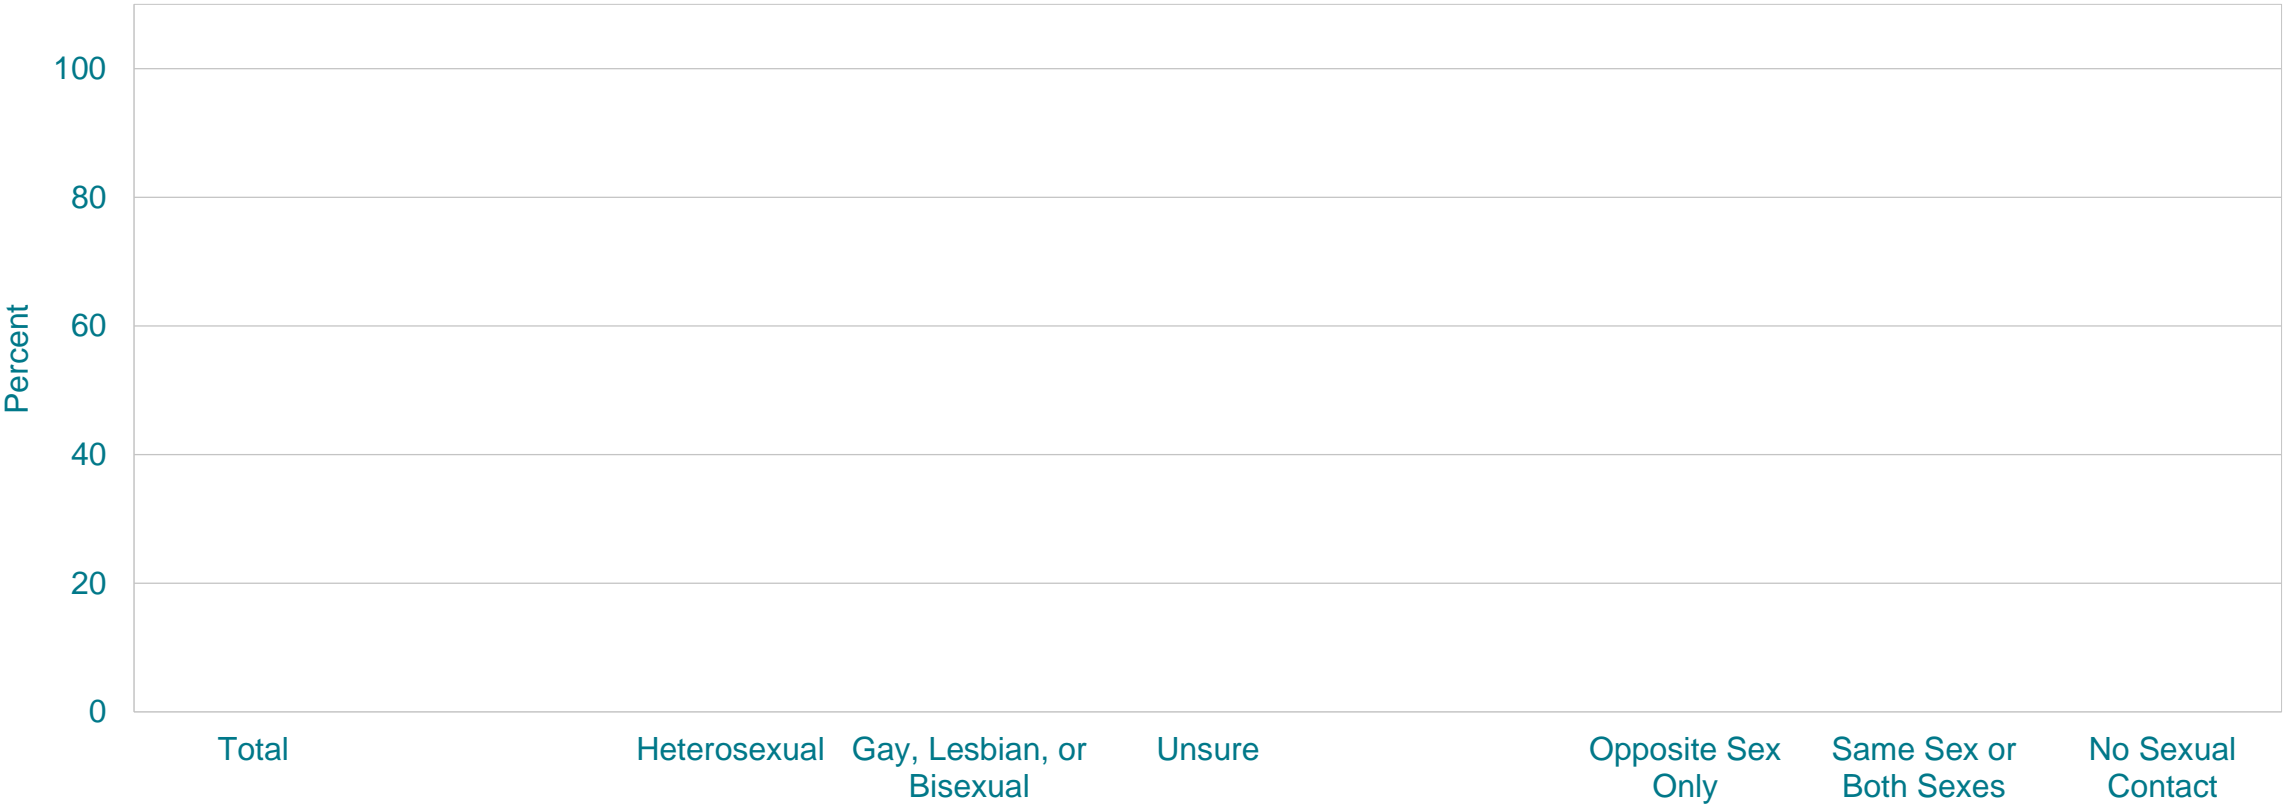 100
80
60
40
20
0
Percent
Total
Heterosexual
Gay, Lesbian, or
Bisexual
Unsure
Opposite Sex
Only
Same Sex or
Both Sexes
No Sexual
Contact